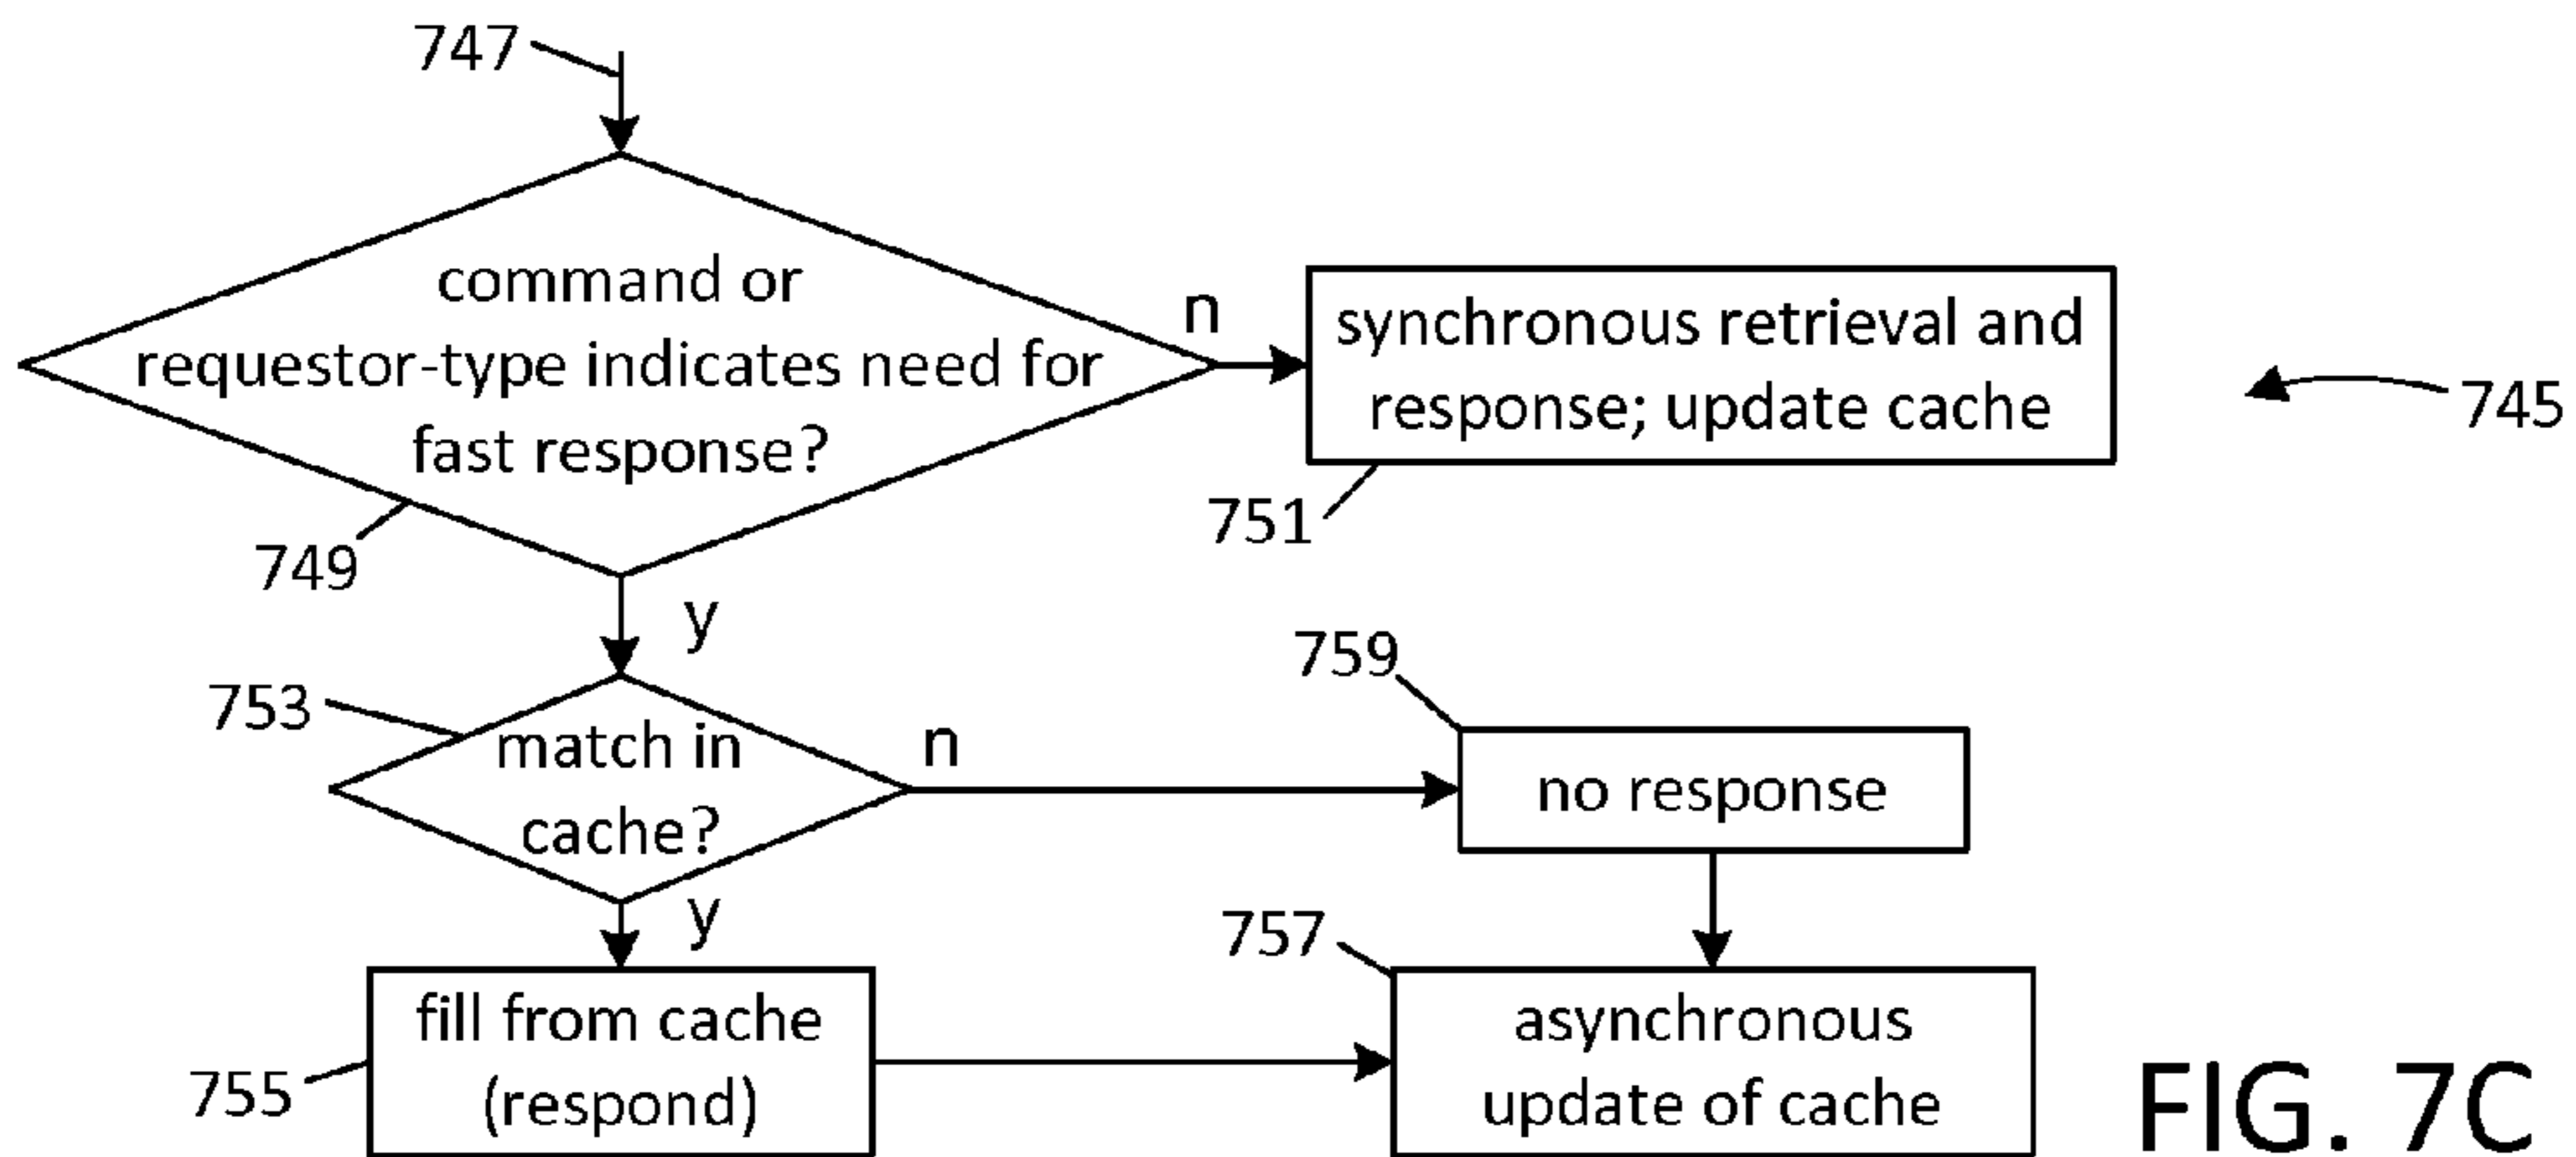 747
command or
requestor-type indicates need for
fast response?
n
synchronous retrieval and
response; update cache
745
751
749
y
759
753
match in
cache?
n
no response
y
757
fill from cache
(respond)
755
asynchronous
update of cache
FIG. 7C